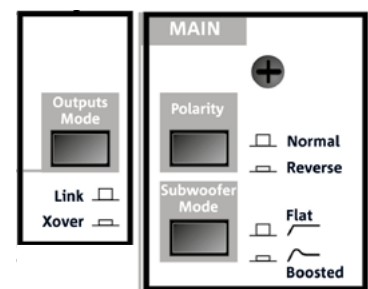 Outputs
Mode
Link
Xover
MAIN
Polarity
Normal
Reverse
Subwoofer
Mode
Flat
Boosted